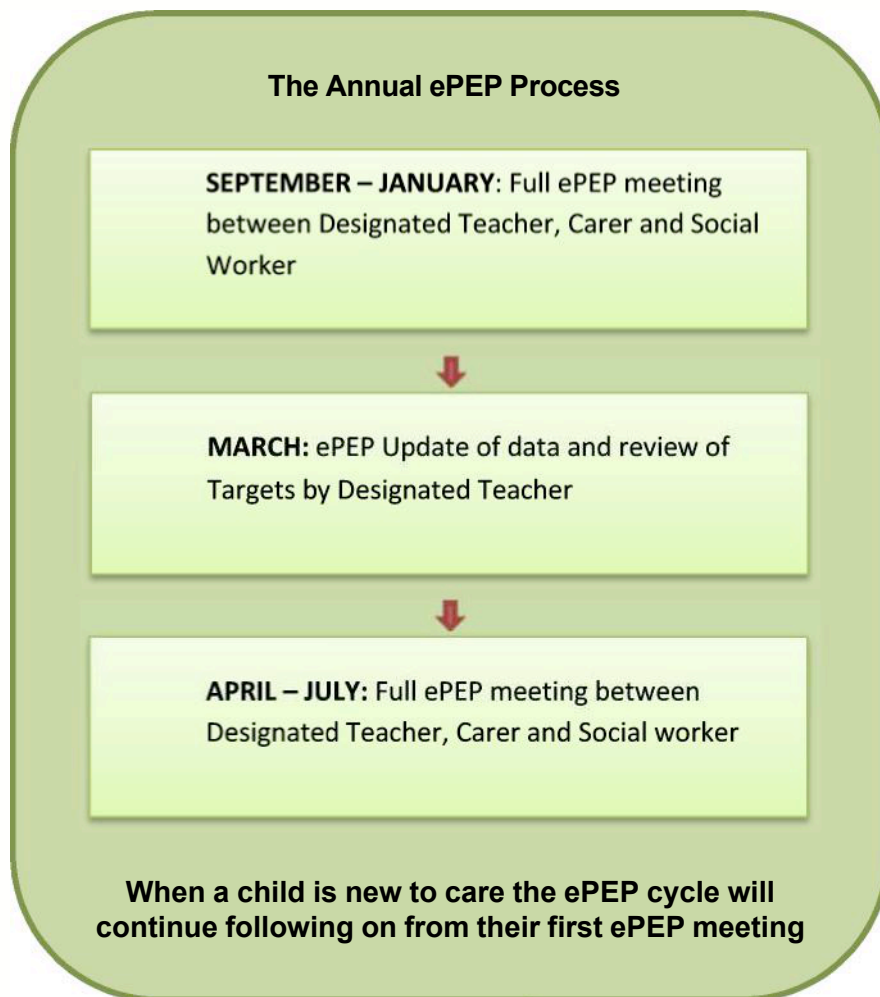 The Annual ePEP Process
SEPTEMBER – JANUARY: Full ePEP meeting
between Designated Teacher, Carer and Social
Worker
MARCH: ePEP Update of data and review of
Targets by Designated Teacher
APRIL – JULY: Full ePEP meeting between
Designated Teacher, Carer and Social worker
When a child is new to care the ePEP cycle will
continue following on from their first ePEP meeting